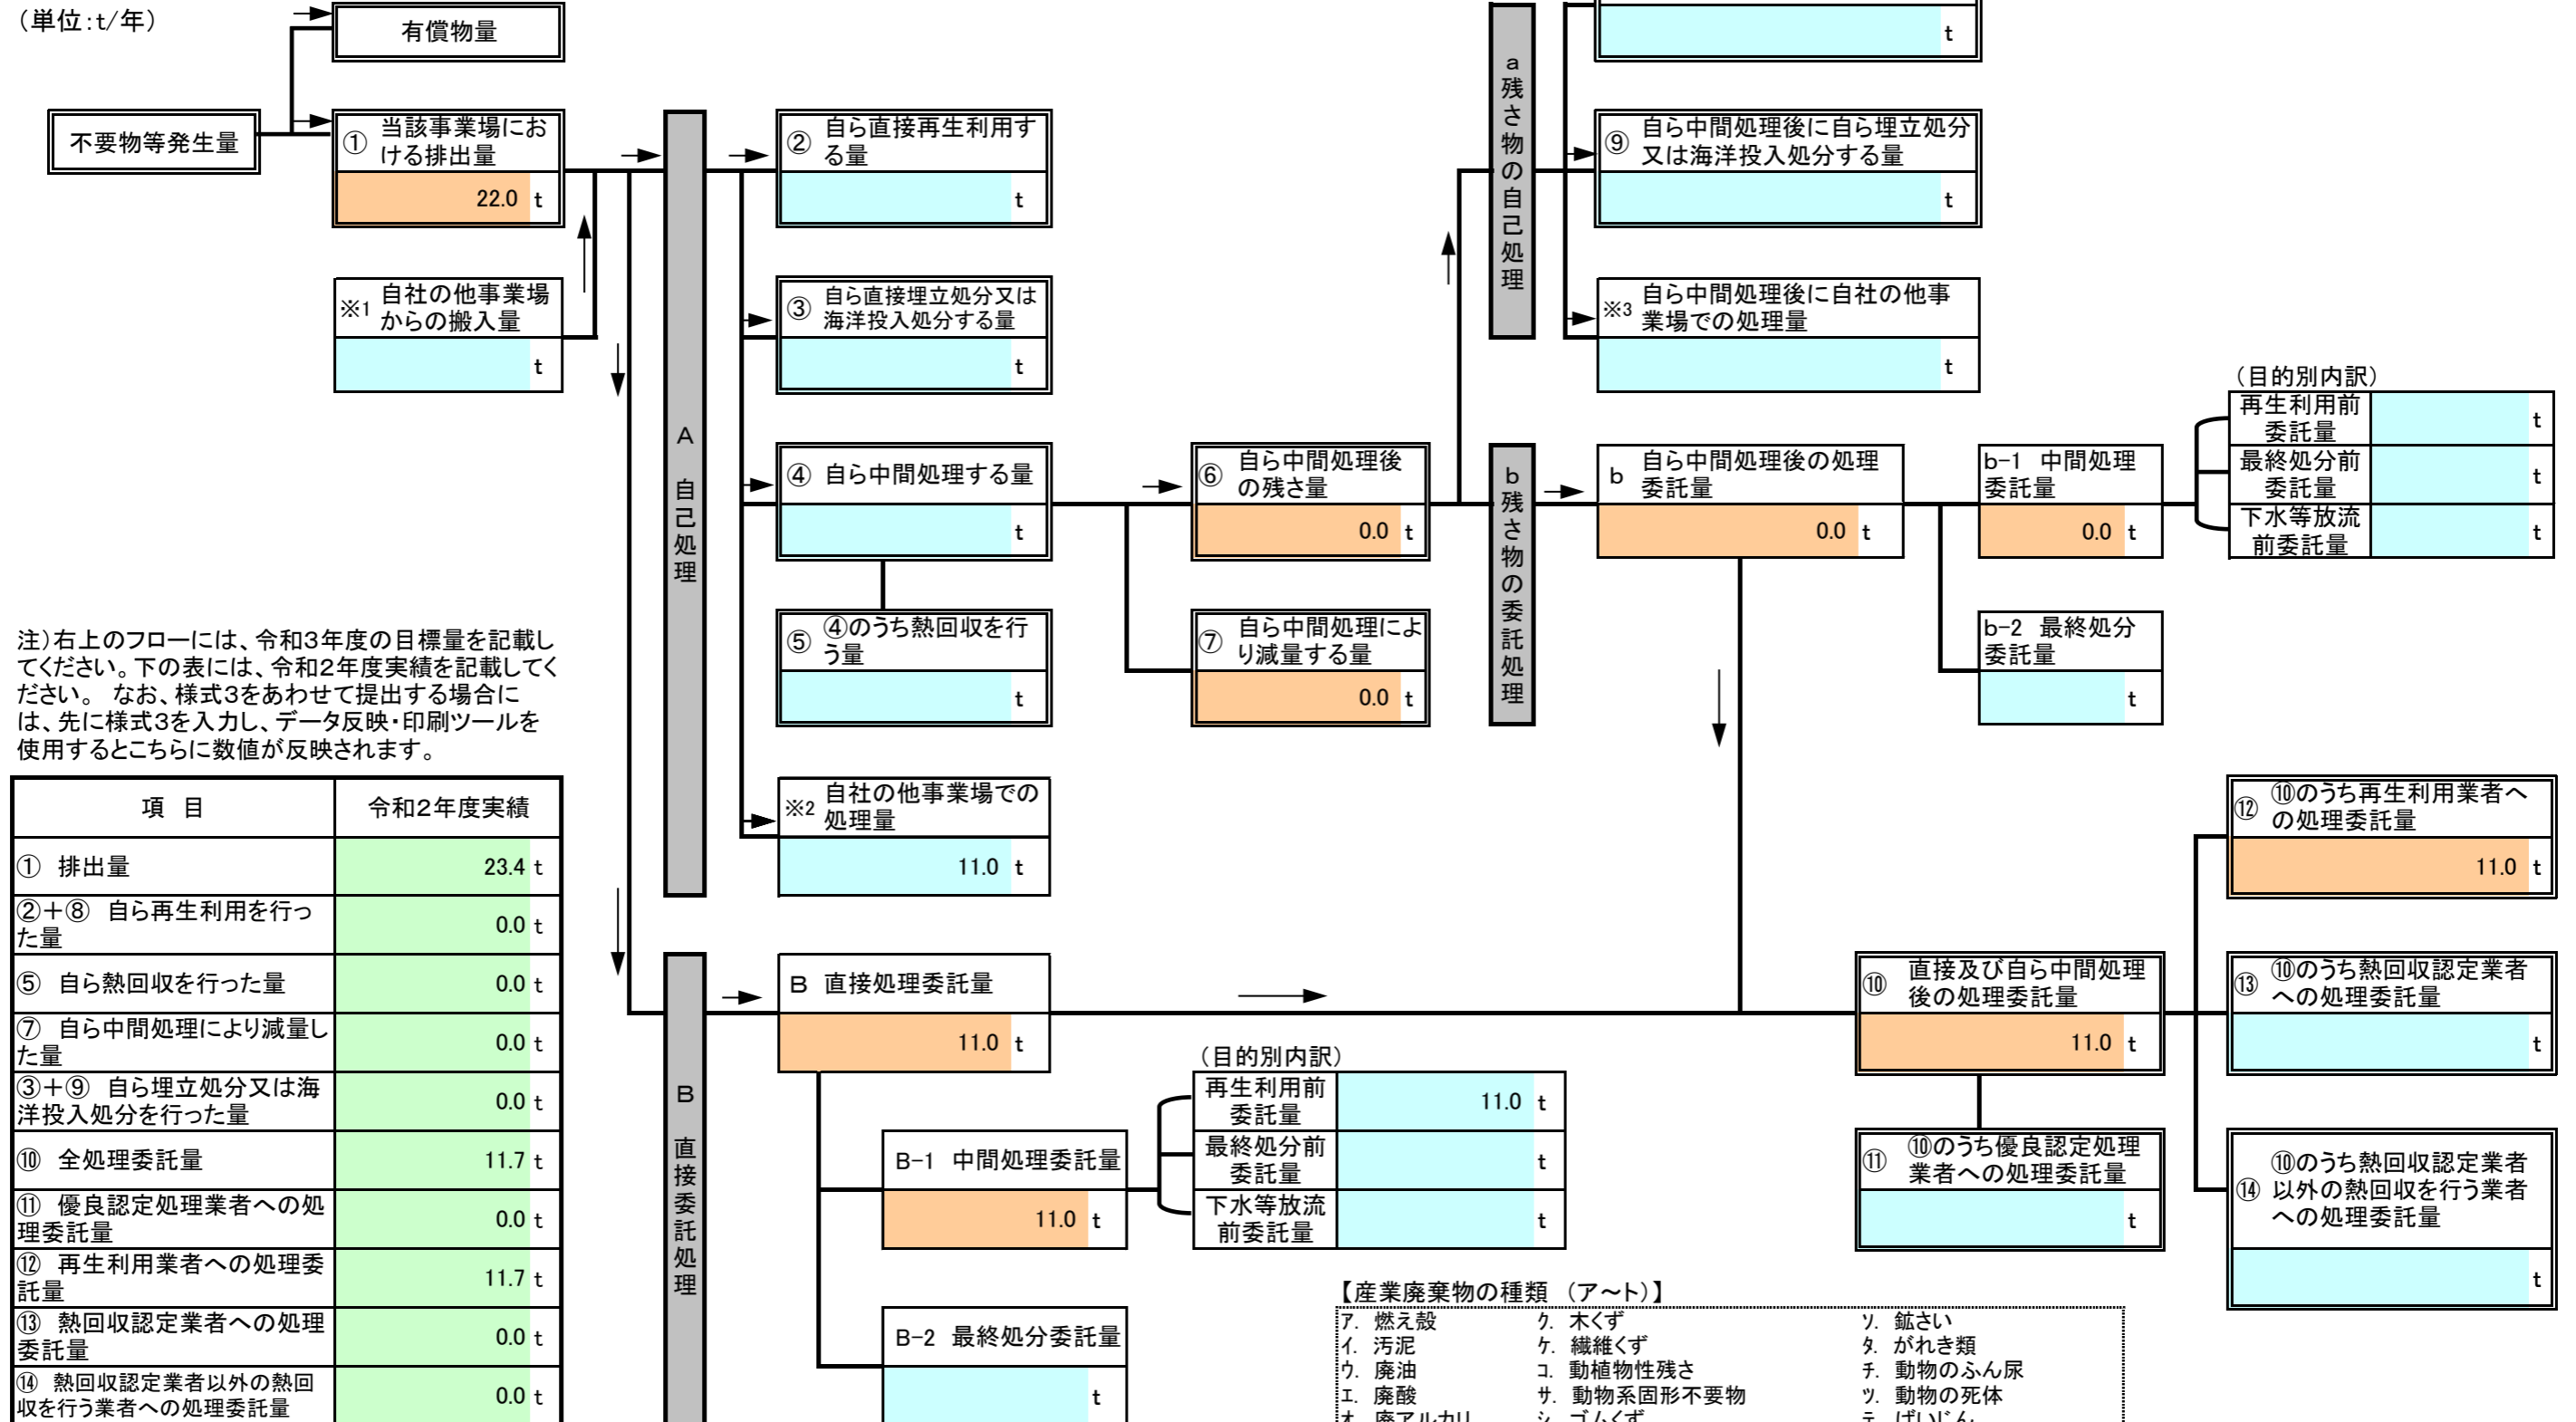 （単位：t/年）
有償物量
不要物等発生量
① 当該事業場にお
ける排出量
22.0 t
※1 自社の他事業場
からの搬入量
t
A 自己処理
② 自ら直接再生利用す
る量
t
③ 自ら直接埋立処分又は
海洋投入処分する量
t
④ 自ら中間処理する量
t
⑤ ④のうち熱回収を行
う量
t
※2 自社の他事業場での
処理量
11.0 t
⑥ 自ら中間処理後
の残さ量
0.0 t
⑦ 自ら中間処理によ
り減量する量
0.0 t
a 残さ物の自己処理
t
⑨ 自ら中間処理後に自ら埋立処分
又は海洋投入処分する量
t
※3 自ら中間処理後に自社の他事
業場での処理量
t
b 残さ物の委託処理
b 自ら中間処理後の処理
委託量
0.0 t
b-1 中間処理
委託量
0.0 t
b-2 最終処分
委託量
t
（目的別内訳）
再生利用前
委託量
t
最終処分前
委託量
t
下水等放流
前委託量
t
注）右上のフローには、令和３年度の目標量を記載し
てください。下の表には、令和２年度実績を記載してく
ださい。 なお、様式３をあわせて提出する場合に
は、先に様式３を入力し、データ反映・印刷ツールを
使用するとこちらに数値が反映されます。
項 目 令和２年度実績
① 排出量 23.4 t
②＋⑧ 自ら再生利用を行っ
た量 0.0 t
⑤ 自ら熱回収を行った量 0.0 t
⑦ 自ら中間処理により減量し
た量 0.0 t
③＋⑨ 自ら埋立処分又は海
洋投入処分を行った量 0.0 t
⑩ 全処理委託量 11.7 t
⑪ 優良認定処理業者への処
理委託量 0.0 t
⑫ 再生利用業者への処理委
託量 11.7 t
⑬ 熱回収認定業者への処理
委託量 0.0 t
⑭ 熱回収認定業者以外の熱回
収を行う業者への処理委託量 0.0 t
B 直接委託処理
B 直接処理委託量
11.0 t
B-1 中間処理委託量
11.0 t
B-2 最終処分委託量
t
（目的別内訳）
再生利用前
委託量
11.0 t
最終処分前
委託量
t
下水等放流
前委託量
t
⑩ 直接及び自ら中間処理
後の処理委託量
11.0 t
⑪ ⑩のうち優良認定処理
業者への処理委託量
t
⑫ ⑩のうち再生利用業者へ
の処理委託量
11.0 t
⑬ ⑩のうち熱回収認定業者
への処理委託量
t
⑭ ⑩のうち熱回収認定業者
以外の熱回収を行う業者
への処理委託量
t
【産業廃棄物の種類 （ア～ト）】
ｱ. 燃え殻 ｸ. 木くず ｿ. 鉱さい
ｲ. 汚泥 ｹ. 繊維くず ﾀ. がれき類
ｳ. 廃油 ｺ. 動植物性残さ ﾁ. 動物のふん尿
ｴ. 廃酸 ｻ. 動物系固形不要物 ﾂ. 動物の死体
ｵ. 廃アルカリ ｼ. ゴムくず ﾃ. ばいじん